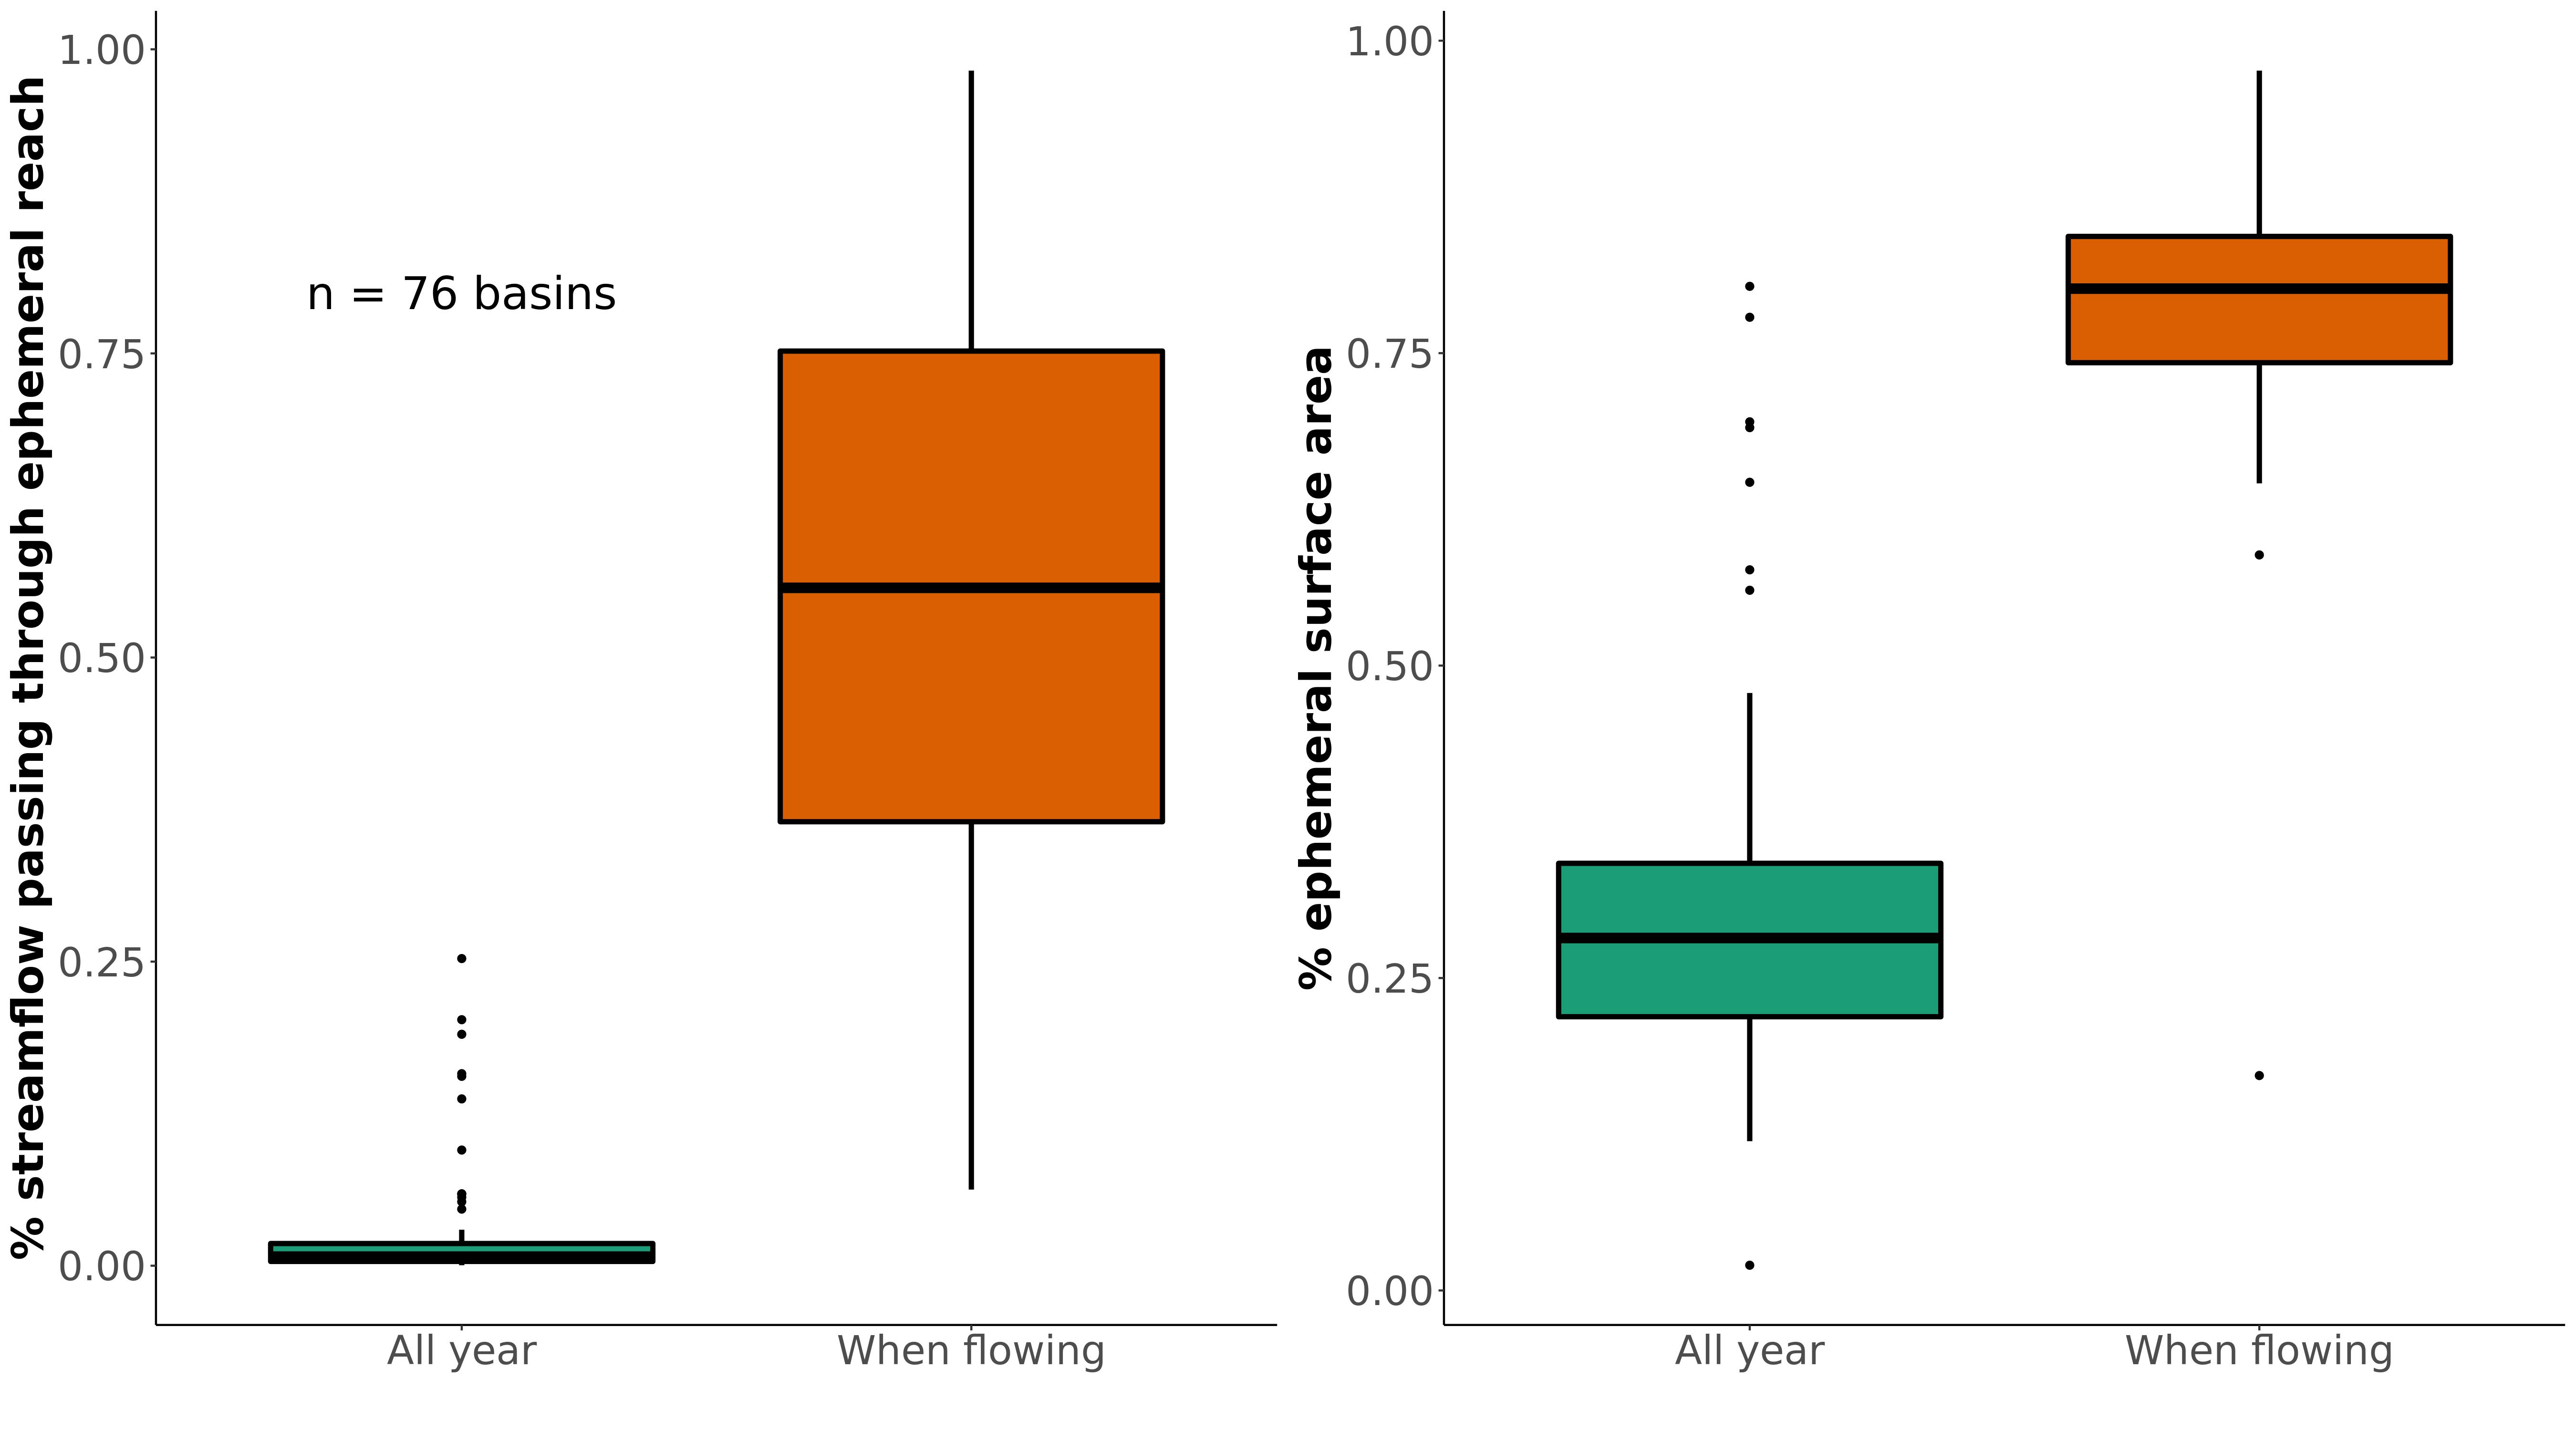 % streamflow passing through ephemeral reach
1.00
0.75
0.50
0.25
0.00
n = 76 basins
All year
When flowing
% ephemeral surface area
1.00
0.75
0.50
0.25
0.00
All year
When flowing